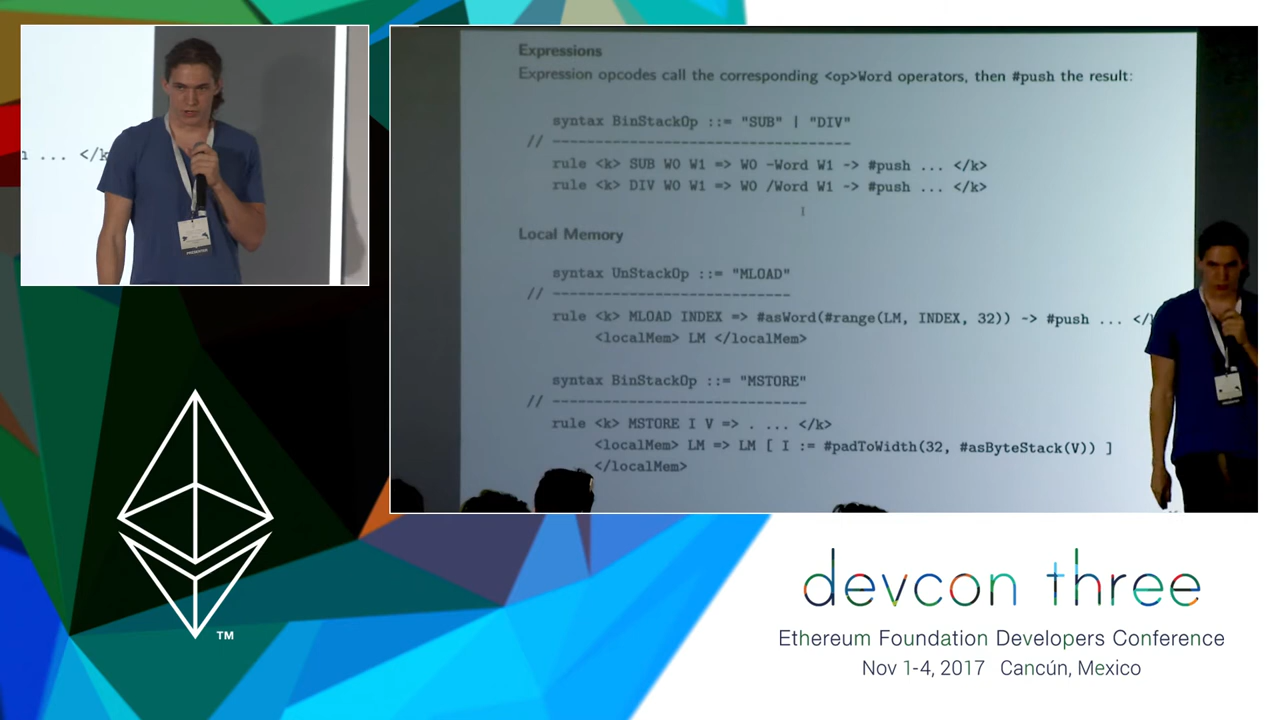 n ... </k
Expressions
Expression opcodes call the corresponding <op>Word operators, then #push the result:
syntax BinStackOp ::= "SUB" | "DIV"
// -----------------------------------
rule <k> SUB W0 W1 => W0 -Word W1 -> #push ... </k>
rule <k> DIV W0 W1 => W0 /Word W1 -> #push ... </k>
Local Memory
syntax UnStackOp ::= "MLOAD"
// ----------------------------
rule <k> MLOAD INDEX => #asWord(#range(LM, INDEX, 32)) -> #push ... </k
<localMem> LM </localMem>
syntax BinStackOp ::= "MSTORE"
// ------------------------------
rule <k> MSTORE I V => . ... </k>
<localMem> LM => LM [ I := #padToWidth(32, #asByteStack(V)) ]
</localMem>
TM
devcon three
Ethereum Foundation Developers Conference
Nov 1-4, 2017 Cancún, Mexico